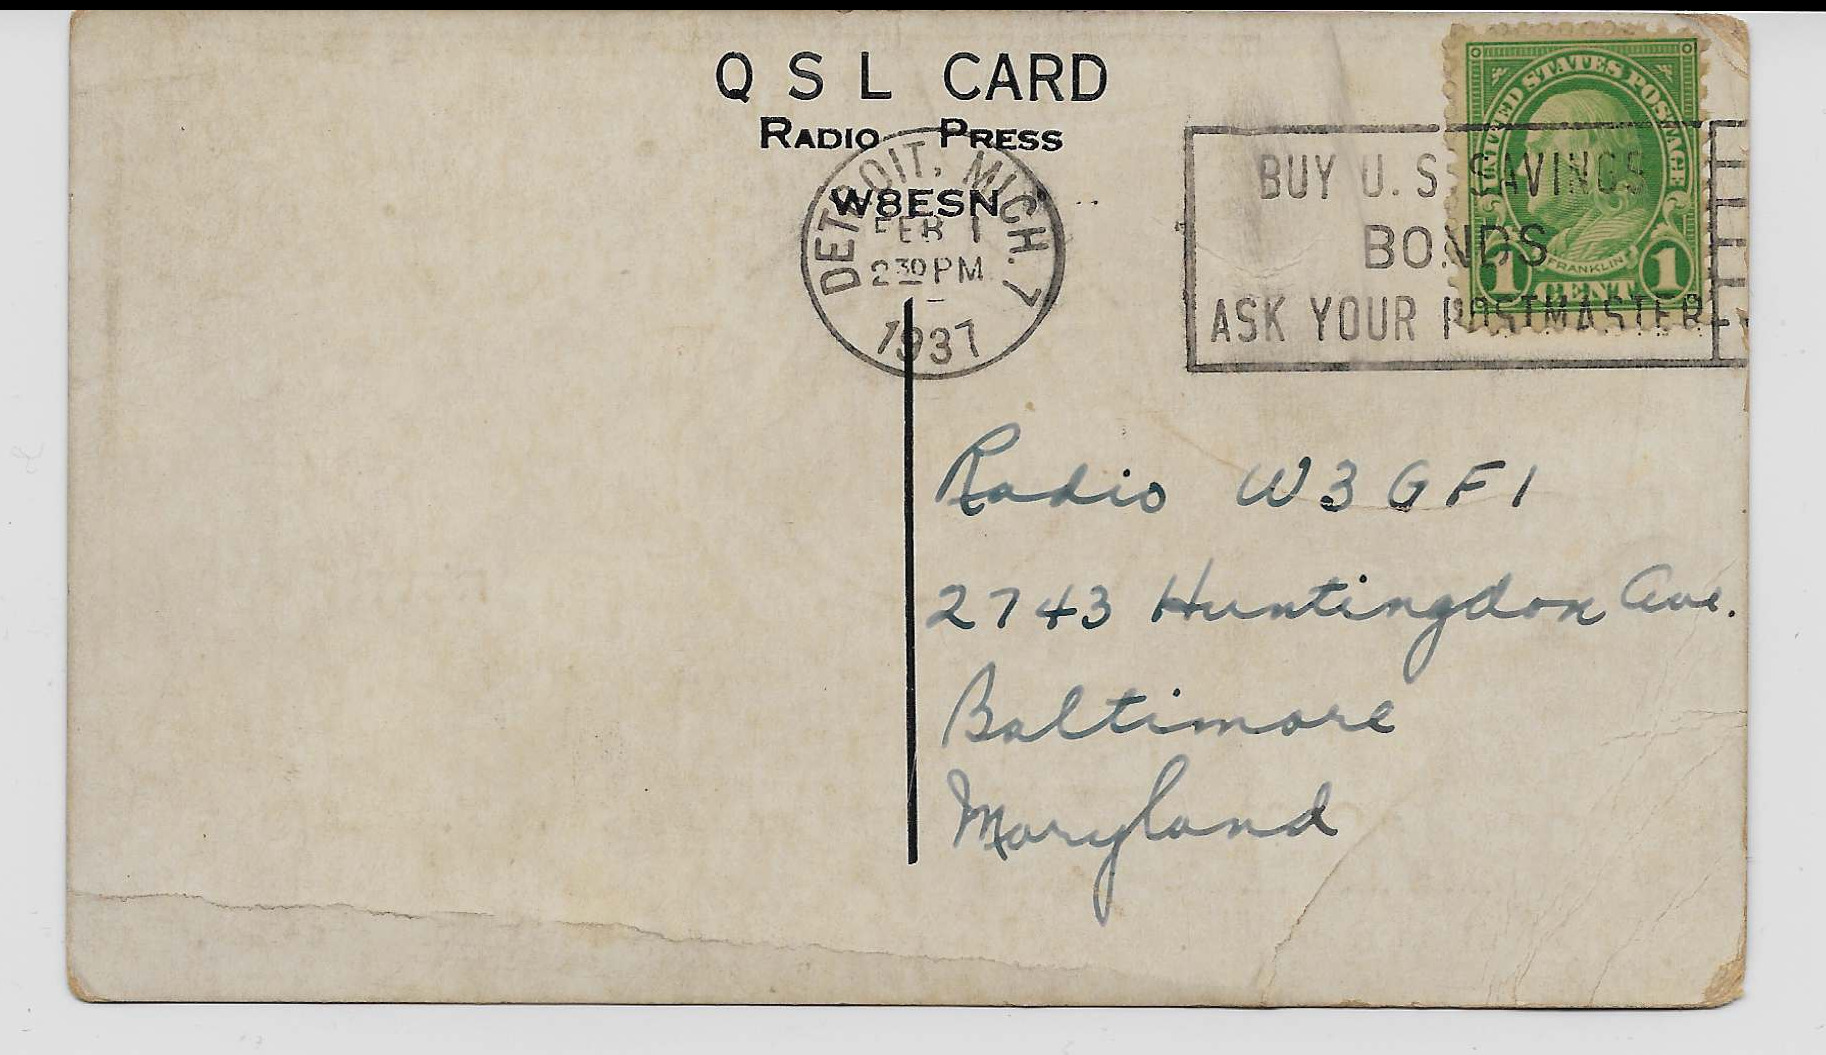 Q S L CARD
RADIO PRESS
W8ESN
DETROIT, MICH. 7
FEB 1
2 30 PM
1937
BUY U. S. SAVINGS
BONDS
ASK YOUR POSTMASTER
UNITED STATES POSTAGE
FRANKLIN
1 CENT 1
Radio W3GFI
2743 Huntingdon Ave.
Baltimore
Maryland